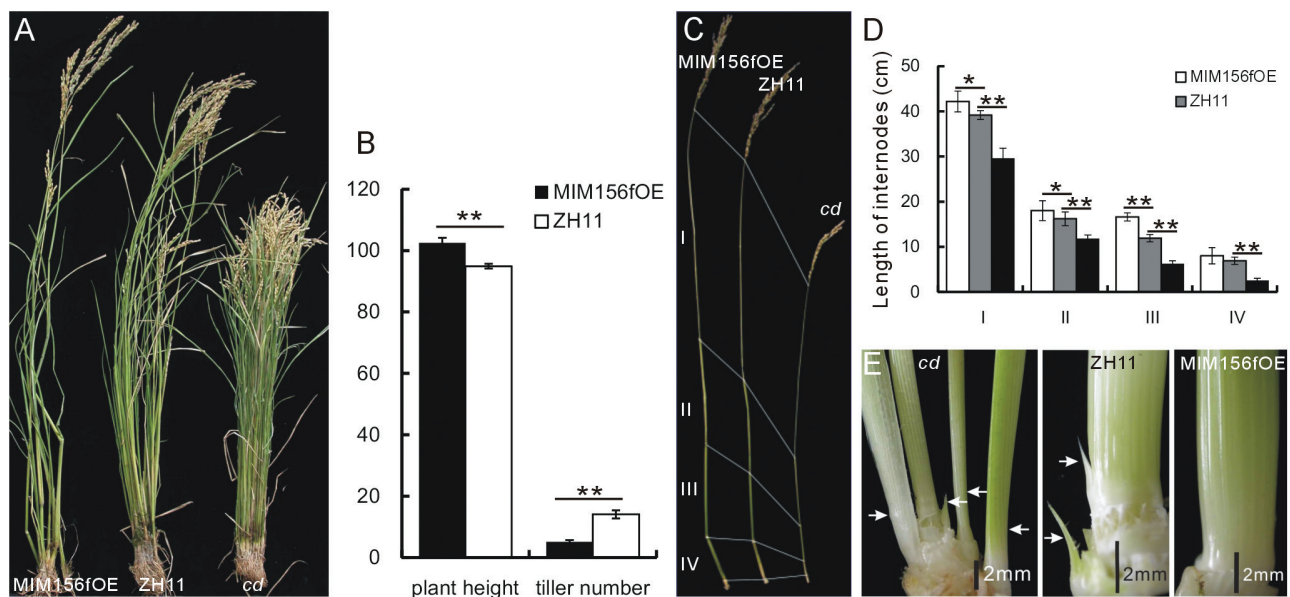 A
MIM156fOE ZH11 cd
B
120
100
80
60
40
20
0
**
**
MIM156fOE
ZH11
plant height tiller number
C
MIM156fOE
ZH11
cd
I
II
III
IV
D
Length of internodes (cm)
50
40
30
20
10
0
* **
* **
** **
**
MIM156fOE
ZH11
I II III IV
E
cd
2mm
ZH11
2mm
MIM156fOE
2mm